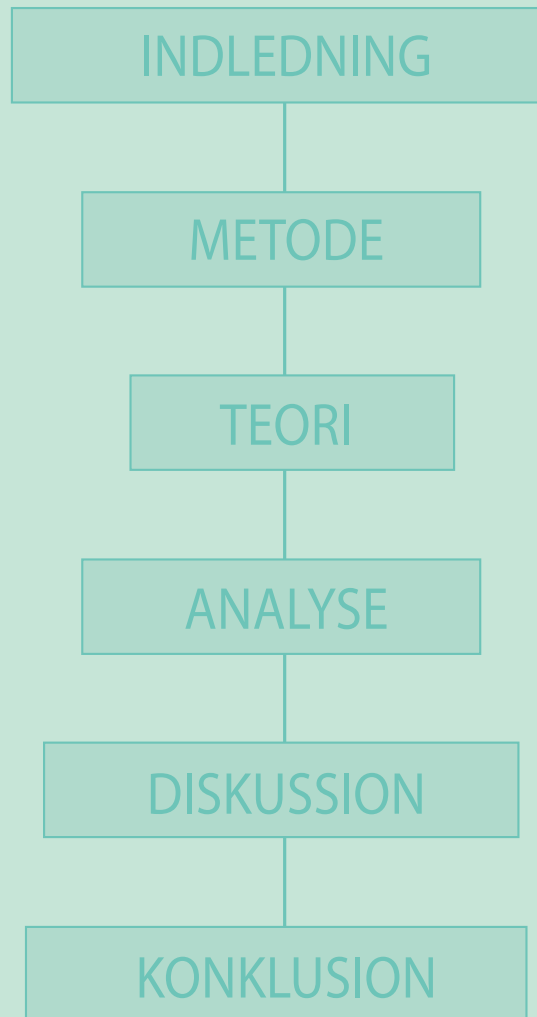 INDLEDNING
METODE
TEORI
ANALYSE
DISKUSSION
KONKLUSION